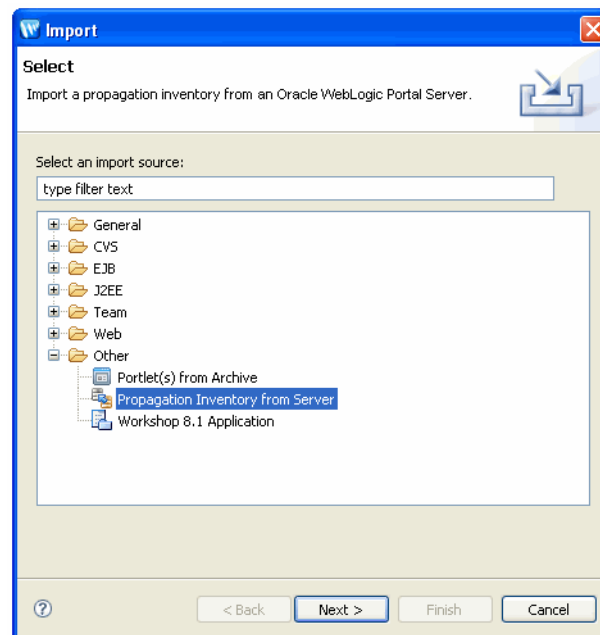 Import
Select
Import a propagation inventory from an Oracle WebLogic Portal Server.
Select an import source:
type filter text
General
CVS
EJB
J2EE
Team
Web
Other
Portlet(s) from Archive
Propagation Inventory from Server
Workshop 8.1 Application
< Back
Next >
Finish
Cancel